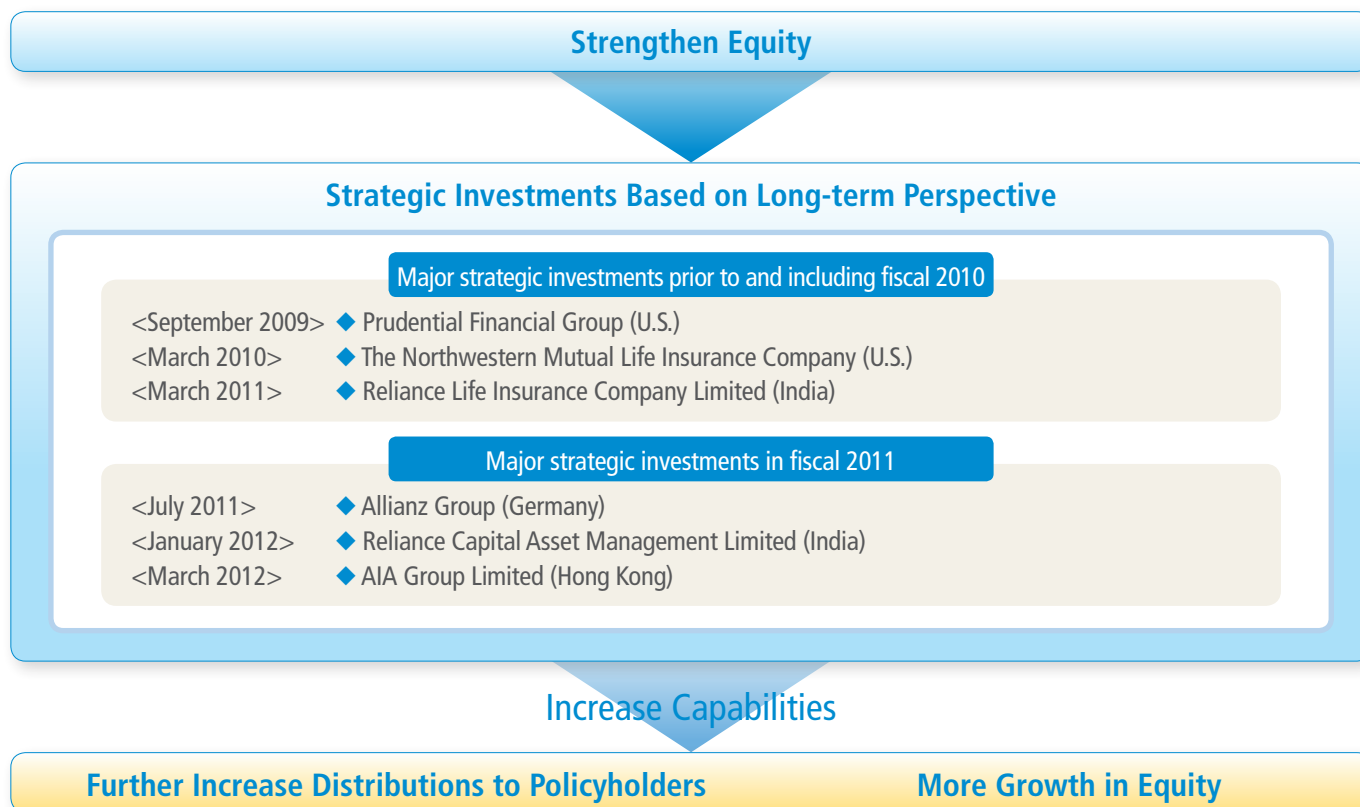 Strengthen Equity
Strategic Investments Based on Long-term Perspective
Major strategic investments prior to and including fiscal 2010
<September 2009> ◆ Prudential Financial Group (U.S.)
<March 2010> ◆ The Northwestern Mutual Life Insurance Company (U.S.)
<March 2011> ◆ Reliance Life Insurance Company Limited (India)
Major strategic investments in fiscal 2011
<July 2011> ◆ Allianz Group (Germany)
<January 2012> ◆ Reliance Capital Asset Management Limited (India)
<March 2012> ◆ AIA Group Limited (Hong Kong)
Increase Capabilities
Further Increase Distributions to Policyholders More Growth in Equity